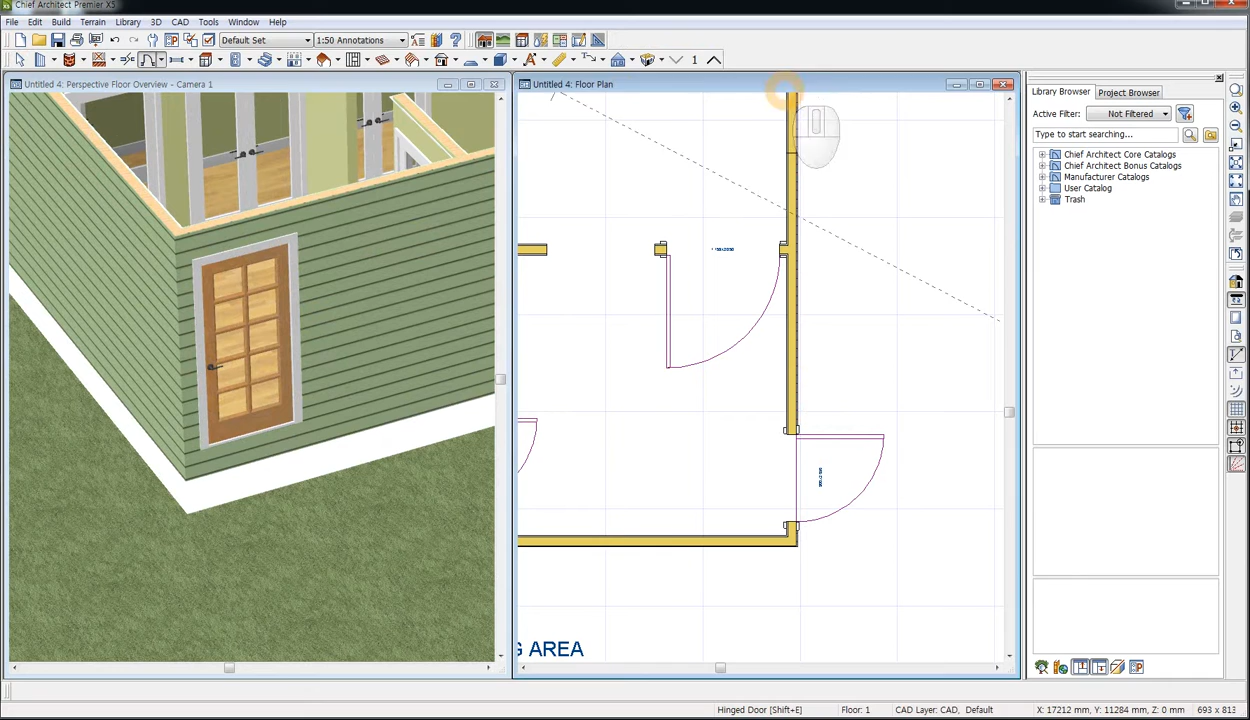 Chief Architect Premier X5
File Edit Build Terrain Library 3D CAD Tools Window Help
Default Set 1:50 Annotations
1
Untitled 4: Perspective Floor Overview - Camera 1
Untitled 4: Floor Plan
Library Browser Project Browser
Active Filter: Not Filtered
Type to start searching...
Chief Architect Core Catalogs
Chief Architect Bonus Catalogs
Manufacturer Catalogs
User Catalog
Trash
G AREA
Hinged Door [Shift+E] Floor: 1 CAD Layer: CAD, Default X: 17212 mm, Y: 11284 mm, Z: 0 mm 693 x 813